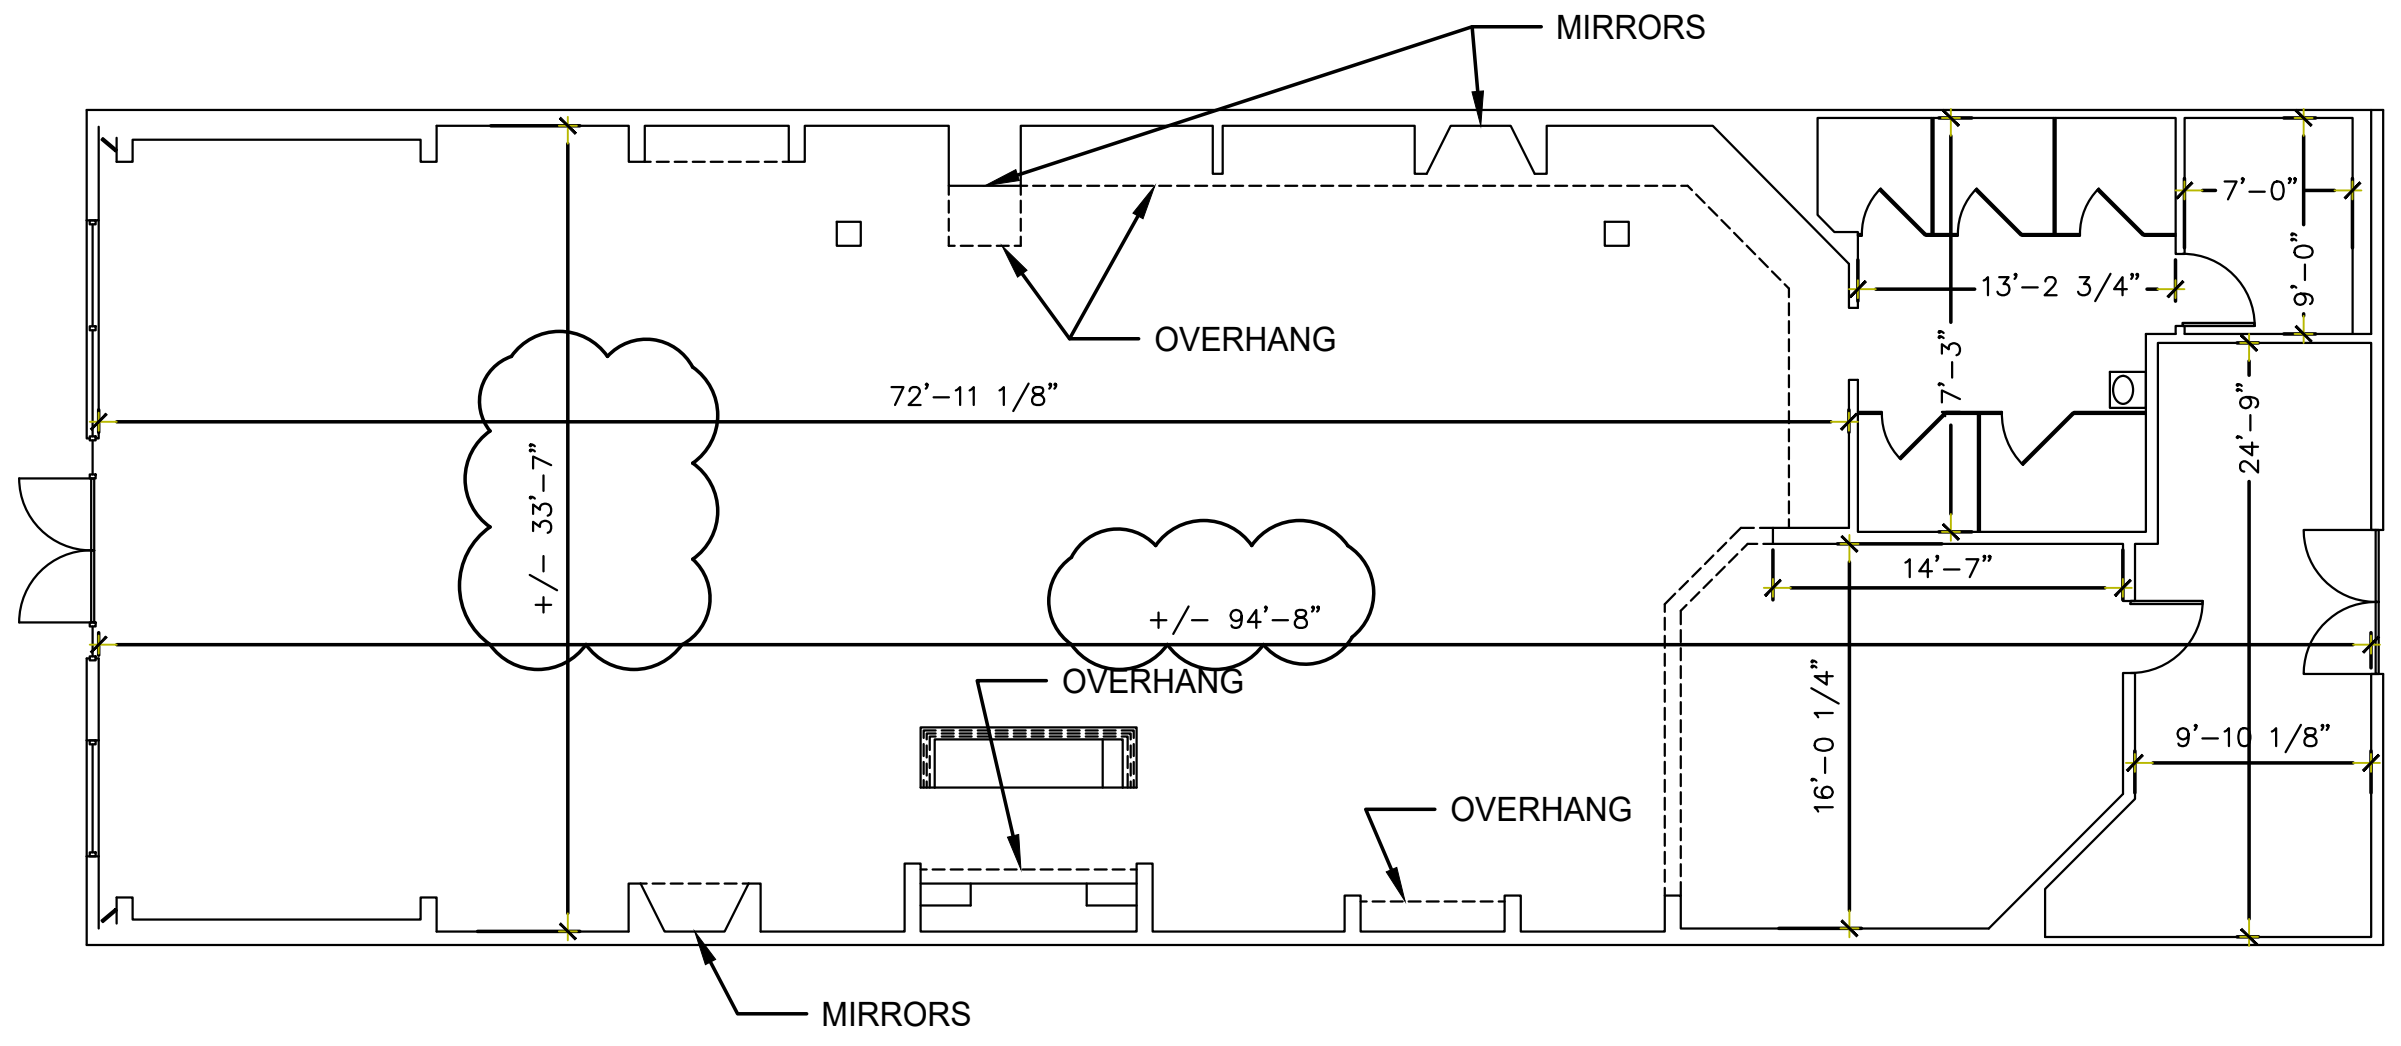 MIRRORS
7'-0"
9'-0"
13'-2 3/4"
OVERHANG
7'-3"
72'-11 1/8"
24'-9"
+/- 33'-7"
14'-7"
+/- 94'-8"
OVERHANG
16'-0 1/4"
9'-10 1/8"
OVERHANG
MIRRORS